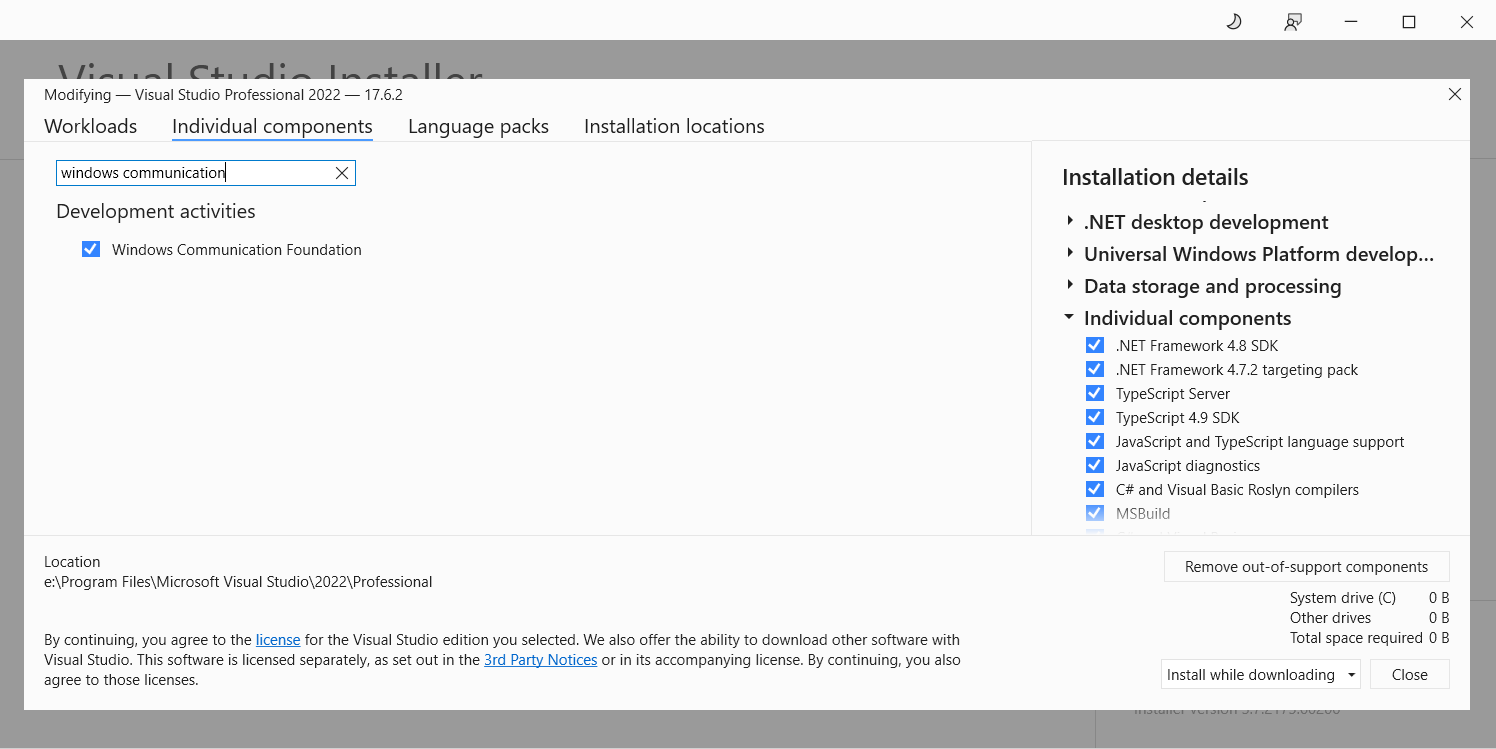 Visual Studio Installer
Modifying — Visual Studio Professional 2022 — 17.6.2
Workloads
Individual components
Language packs
Installation locations
windows communication
Development activities
Windows Communication Foundation
Installation details
.NET desktop development
Universal Windows Platform develop...
Data storage and processing
Individual components
.NET Framework 4.8 SDK
.NET Framework 4.7.2 targeting pack
TypeScript Server
TypeScript 4.9 SDK
JavaScript and TypeScript language support
JavaScript diagnostics
C# and Visual Basic Roslyn compilers
MSBuild
Location
e:\Program Files\Microsoft Visual Studio\2022\Professional
By continuing, you agree to the license for the Visual Studio edition you selected. We also offer the ability to download other software with
Visual Studio. This software is licensed separately, as set out in the 3rd Party Notices or in its accompanying license. By continuing, you also
agree to those licenses.
Remove out-of-support components
System drive (C) 0 B
Other drives 0 B
Total space required 0 B
Install while downloading
Close